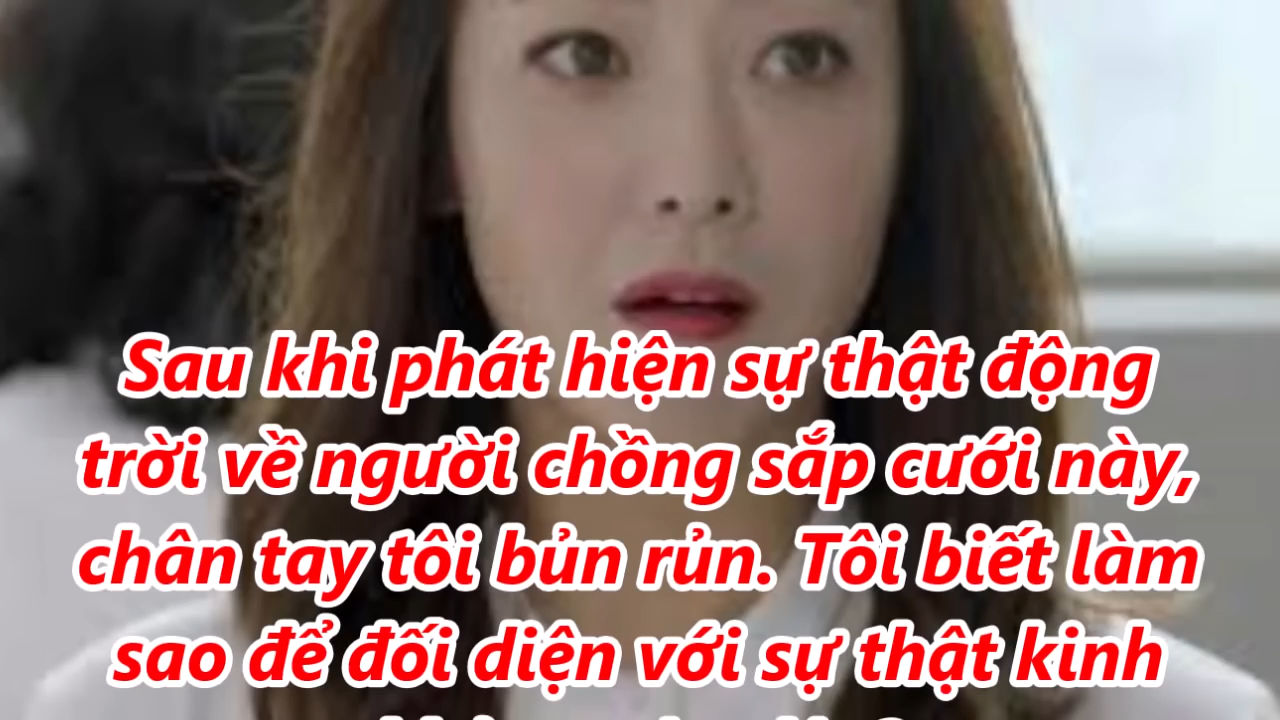 Sau khi phát hiện sự thật động
trời về người chồng sắp cưới này,
chân tay tôi bủn rủn. Tôi biết làm
sao để đối diện với sự thật kinh